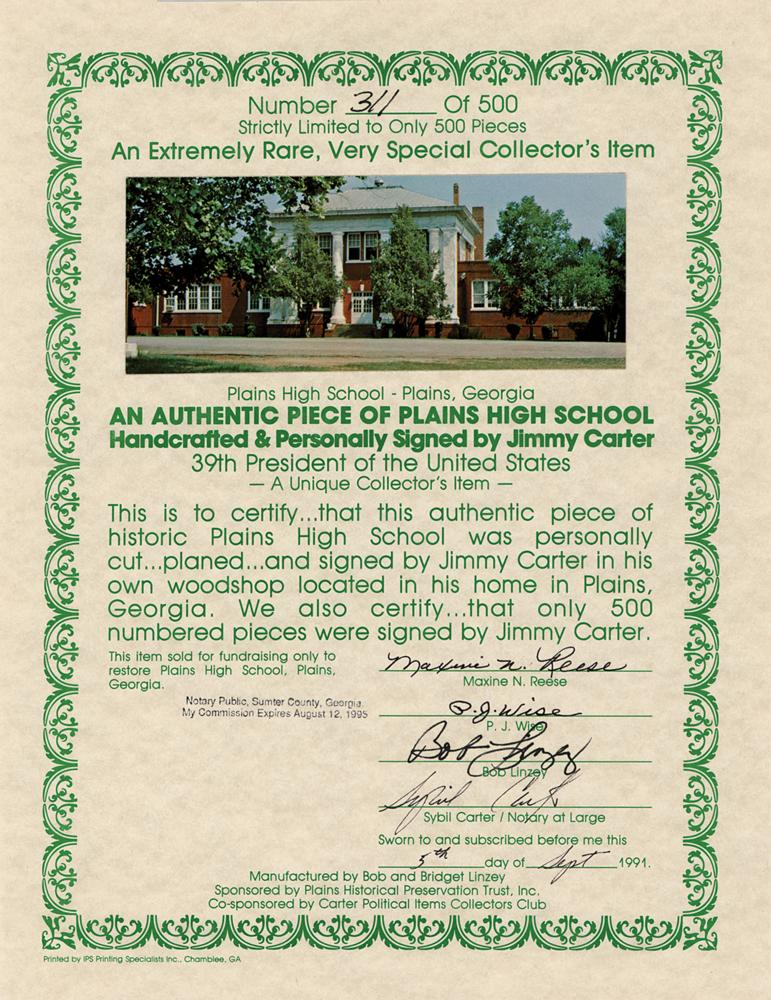 Number 311 Of 500
Strictly Limited to Only 500 Pieces
An Extremely Rare, Very Special Collector's Item
Plains High School - Plains, Georgia
AN AUTHENTIC PIECE OF PLAINS HIGH SCHOOL
Handcrafted & Personally Signed by Jimmy Carter
39th President of the United States
— A Unique Collector's Item —
This is to certify...that this authentic piece of
historic Plains High School was personally
cut...planed...and signed by Jimmy Carter in his
own woodshop located in his home in Plains,
Georgia. We also certify...that only 500
numbered pieces were signed by Jimmy Carter.
This item sold for fundraising only to
restore Plains High School, Plains,
Georgia.
Notary Public, Sumter County, Georgia.
My Commission Expires August 12, 1995
Maxine N. Reese
Maxine N. Reese
P.J. Wise
P. J. Wise
Bob Linzey
Bob Linzey
Sybil Carter
Sybil Carter / Notary at Large
Sworn to and subscribed before me this
5th day of Sept 1991.
Manufactured by Bob and Bridget Linzey
Sponsored by Plains Historical Preservation Trust, Inc.
Co-sponsored by Carter Political Items Collectors Club
Printed by IPS Printing Specialists Inc., Chamblee, GA